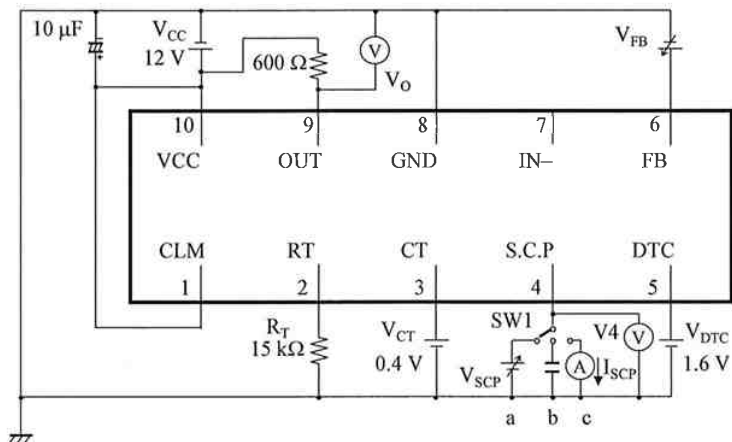 10 μF
VCC
12 V
600 Ω
V
VO
VFB
10 9 8 7 6
VCC OUT GND IN– FB
CLM RT CT S.C.P DTC
1 2 3 4 5
RT
15 kΩ
VCT
0.4 V
SW1
V4
V
VDTC
1.6 V
VSCP
A
ISCP
a b c